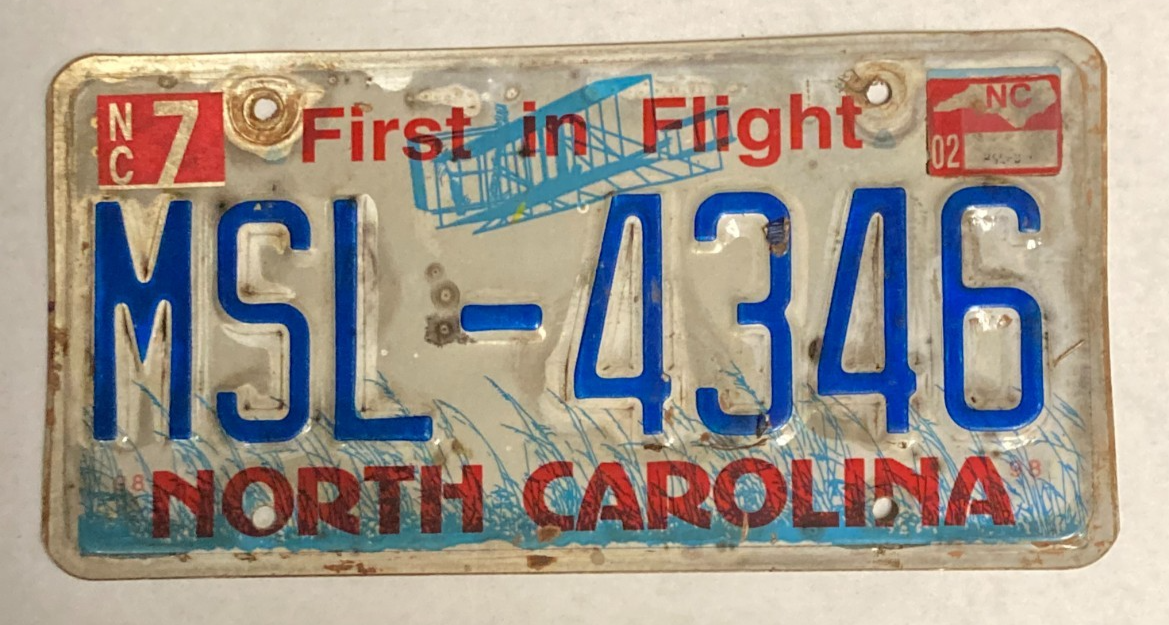 NC 7 First in Flight NC 02
MSL-4346
98 NORTH CAROLINA 98